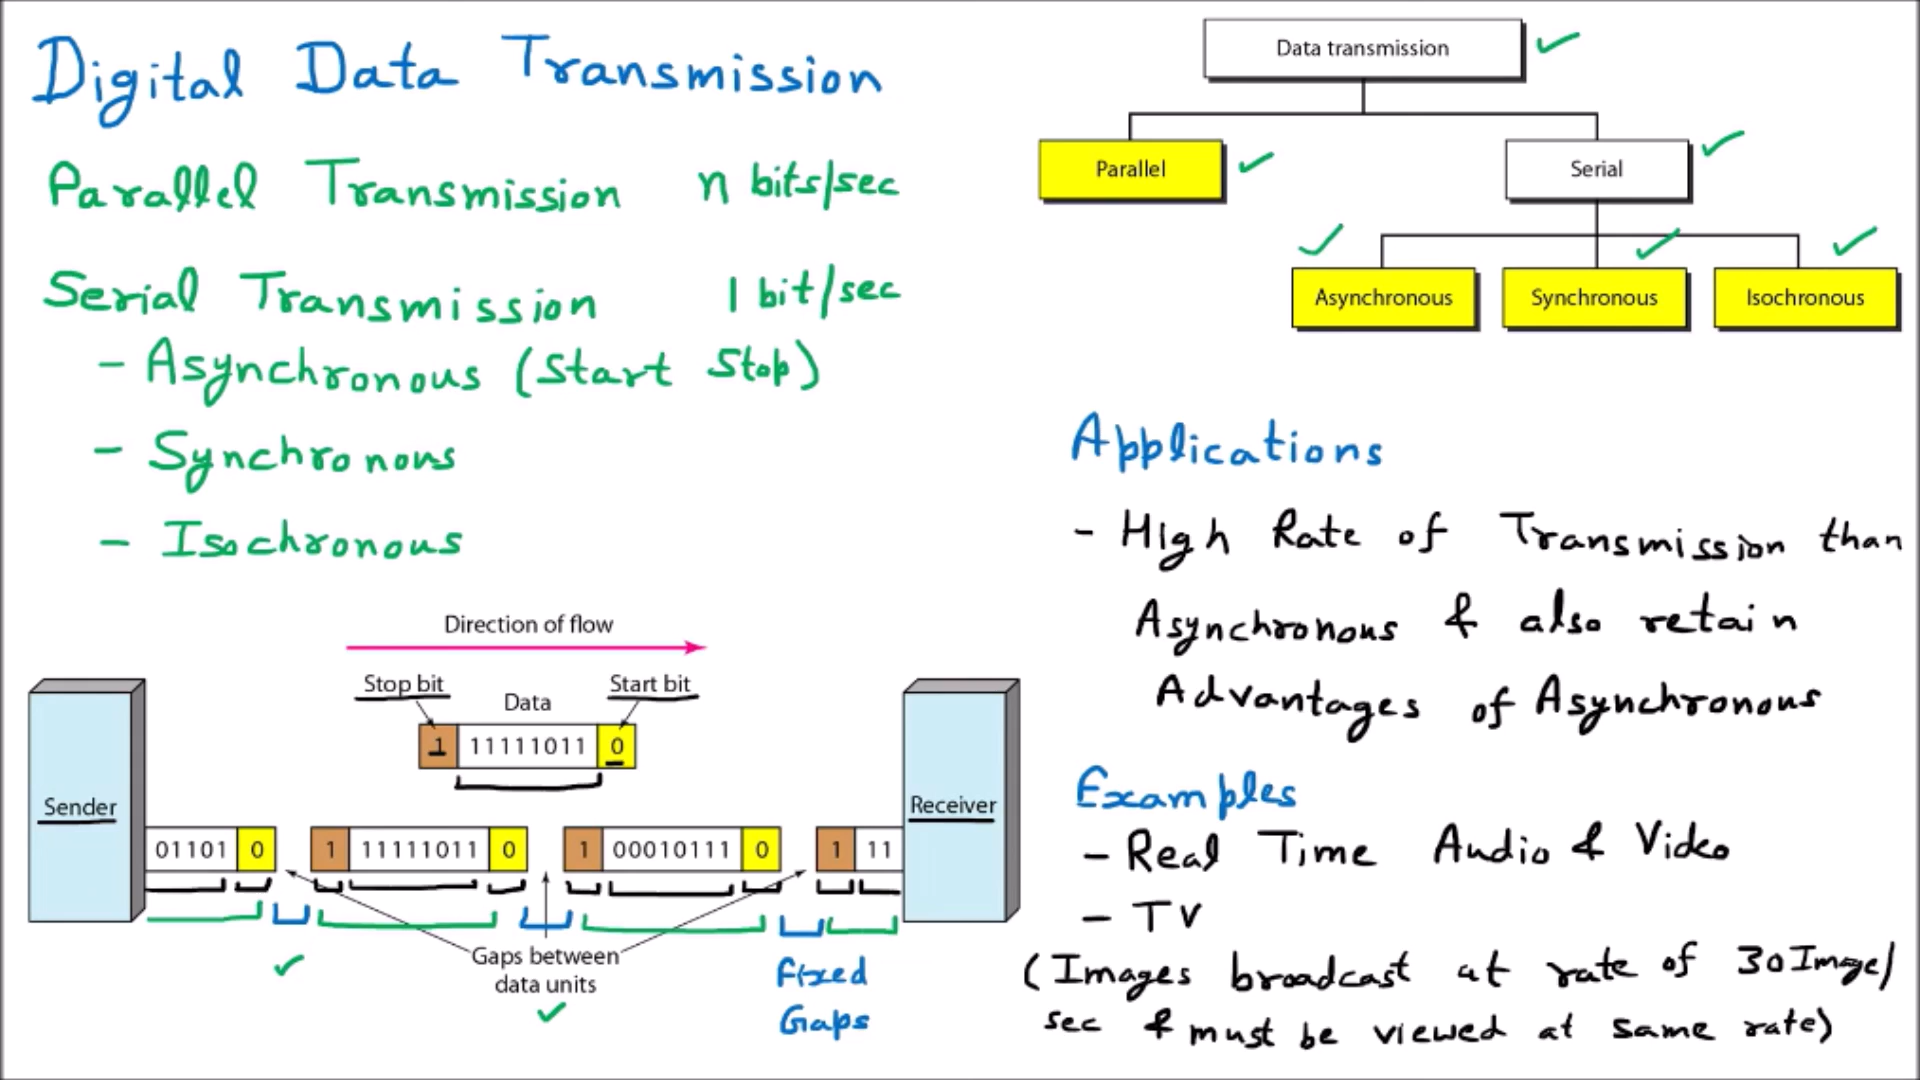 Digital Data Transmission
Parallel Transmission n bits/sec
Serial Transmission 1 bit/sec
- Asynchronous (Start Stop)
- Synchronous
- Isochronous
Data transmission
Parallel
Serial
Asynchronous
Synchronous
Isochronous
Direction of flow
Stop bit
Data
Start bit
1 11111011 0
Sender
Receiver
01101 0
1 11111011 0
1 00010111 0
1 11
Gaps between
data units
Fixed
Gaps
Applications
- High Rate of Transmission than
Asynchronous & also retain
Advantages of Asynchronous
Examples
- Real Time Audio & Video
- TV
(Images broadcast at rate of 30 Image/
sec & must be viewed at same rate)